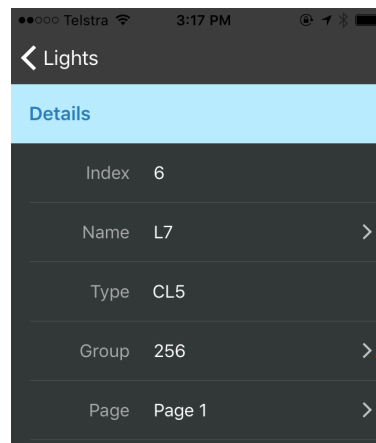 Telstra 3:17 PM
Lights
Details
Index 6
Name L7
Type CL5
Group 256
Page Page 1